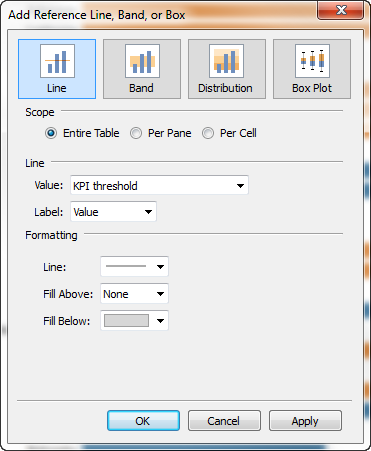 Add Reference Line, Band, or Box
Line Band Distribution Box Plot
Scope
Entire Table Per Pane Per Cell
Line
Value: KPI threshold
Label: Value
Formatting
Line:
Fill Above: None
Fill Below:
OK Cancel Apply